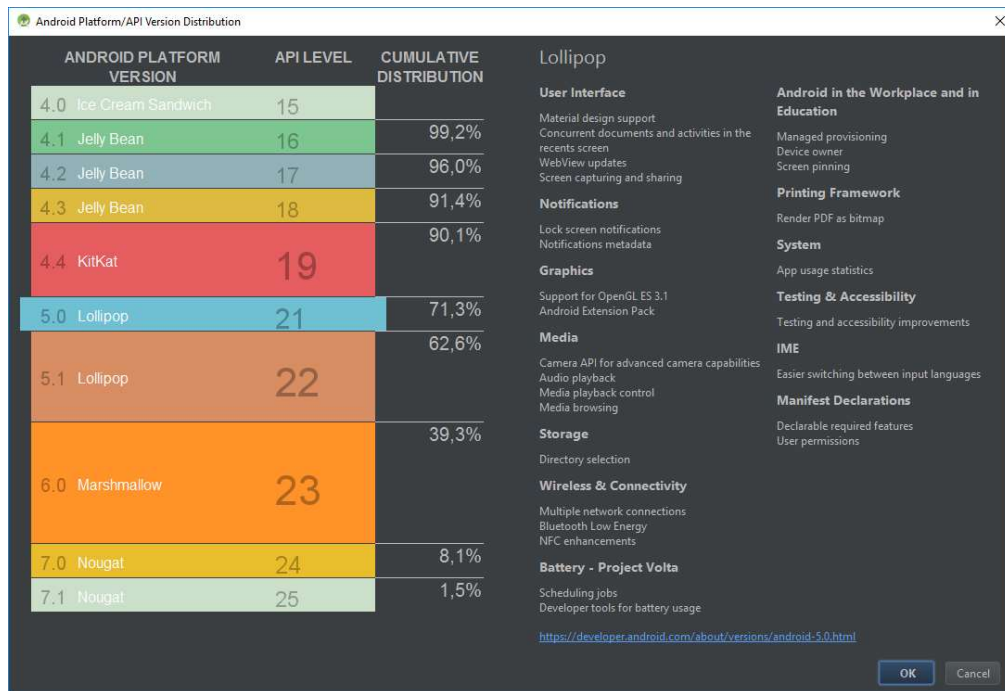 Android Platform/API Version Distribution
ANDROID PLATFORM VERSION
API LEVEL
CUMULATIVE DISTRIBUTION
4.0 Ice Cream Sandwich 15
4.1 Jelly Bean 16 99,2%
4.2 Jelly Bean 17 96,0%
4.3 Jelly Bean 18 91,4%
4.4 KitKat 19 90,1%
5.0 Lollipop 21 71,3%
5.1 Lollipop 22 62,6%
6.0 Marshmallow 23 39,3%
7.0 Nougat 24 8,1%
7.1 Nougat 25 1,5%
Lollipop
User Interface
Material design support
Concurrent documents and activities in the
recents screen
WebView updates
Screen capturing and sharing
Notifications
Lock screen notifications
Notifications metadata
Graphics
Support for OpenGL ES 3.1
Android Extension Pack
Media
Camera API for advanced camera capabilities
Audio playback
Media playback control
Media browsing
Storage
Directory selection
Wireless & Connectivity
Multiple network connections
Bluetooth Low Energy
NFC enhancements
Battery - Project Volta
Scheduling jobs
Developer tools for battery usage
https://developer.android.com/about/versions/android-5.0.html
Android in the Workplace and in
Education
Managed provisioning
Device owner
Screen pinning
Printing Framework
Render PDF as bitmap
System
App usage statistics
Testing & Accessibility
Testing and accessibility improvements
IME
Easier switching between input languages
Manifest Declarations
Declarable required features
User permissions
OK
Cancel